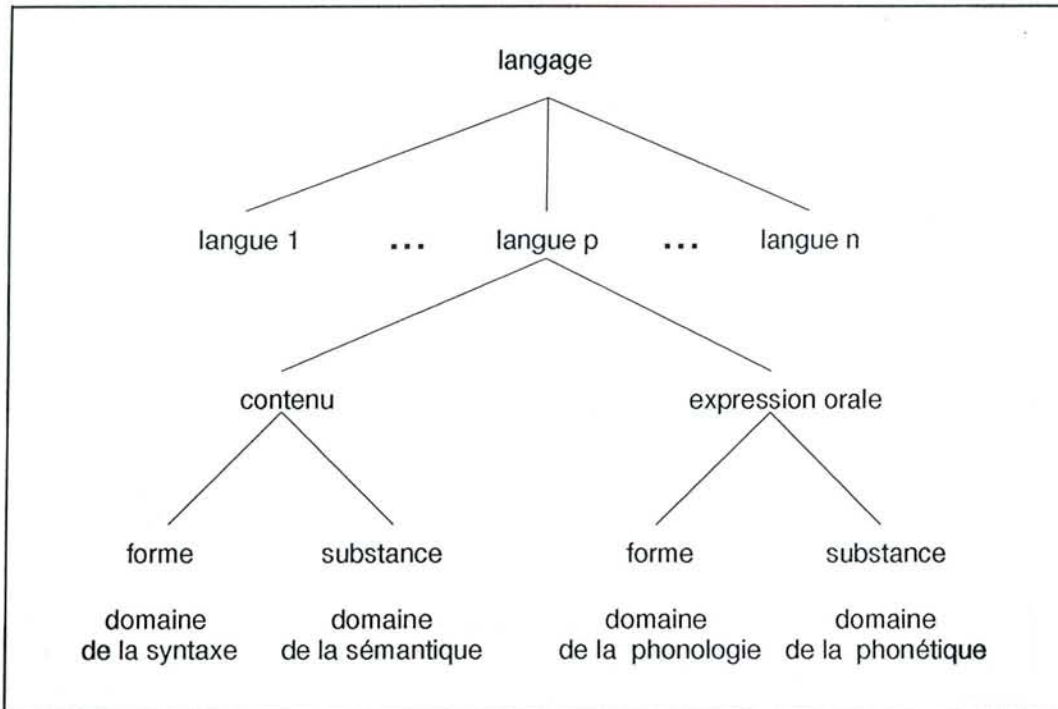 langage
langue 1 ... langue p ... langue n
contenu expression orale
forme substance forme substance
domaine domaine domaine domaine
de la syntaxe de la sémantique de la phonologie de la phonétique